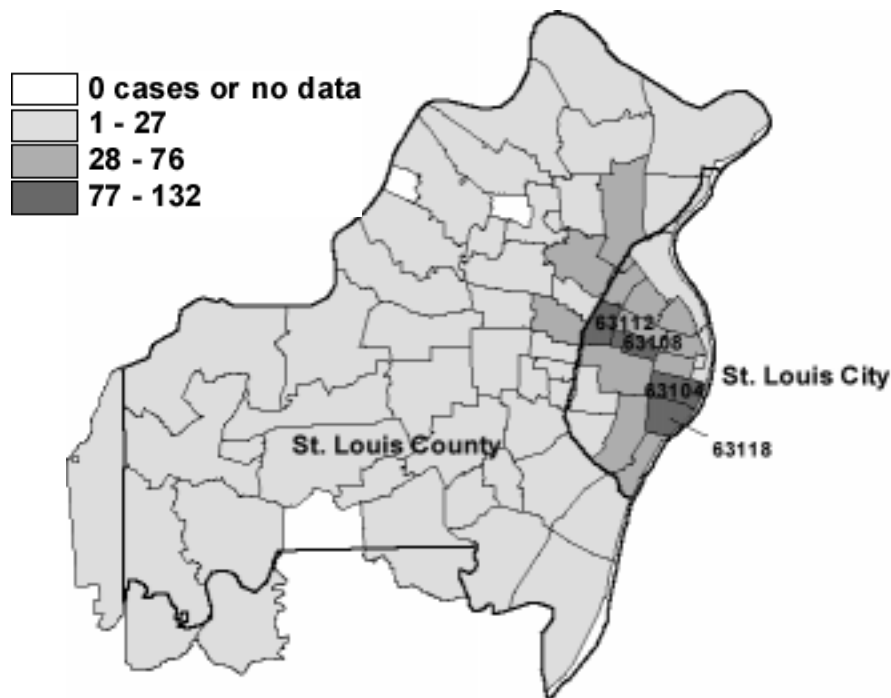 0 cases or no data
1 - 27
28 - 76
77 - 132
63112
63108
St. Louis City
63104
St. Louis County
63118